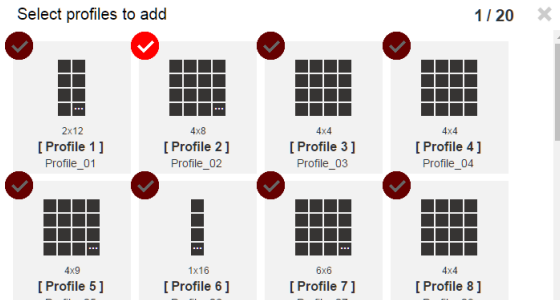 Select profiles to add
1 / 20
2x12
4x8
4x4
4x4
[ Profile 1 ]
[ Profile 2 ]
[ Profile 3 ]
[ Profile 4 ]
Profile_01
Profile_02
Profile_03
Profile_04
4x9
1x16
6x6
4x4
[ Profile 5 ]
[ Profile 6 ]
[ Profile 7 ]
[ Profile 8 ]